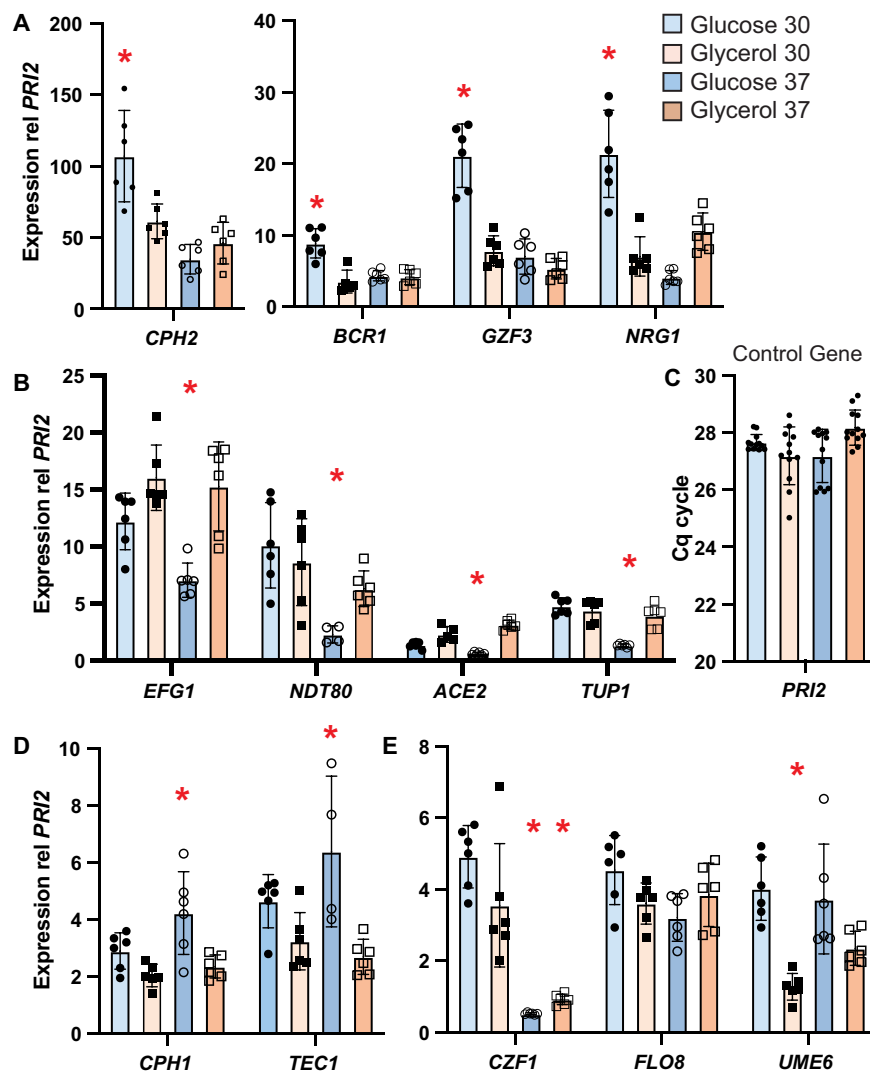 A
Expression rel PRI2
200
150
100
50
0
CPH2
40
30
20
10
0
BCR1 GZF3 NRG1
* * * *
Glucose 30
Glycerol 30
Glucose 37
Glycerol 37
B
Expression rel PRI2
25
20
15
10
5
0
* * * *
EFG1 NDT80 ACE2 TUP1
C
Control Gene
Cq cycle
30
28
26
24
22
20
PRI2
D
Expression rel PRI2
10
8
6
4
2
0
* *
CPH1 TEC1
E
8
6
4
2
0
* * *
CZF1 FLO8 UME6